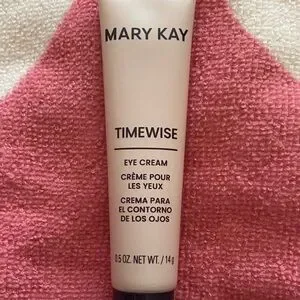 MARY KAY
TIMEWISE
EYE CREAM
CRÈME POUR
LES YEUX
CREMA PARA
EL CONTORNO
DE LOS OJOS
0.5 OZ. NET WT. / 14 g